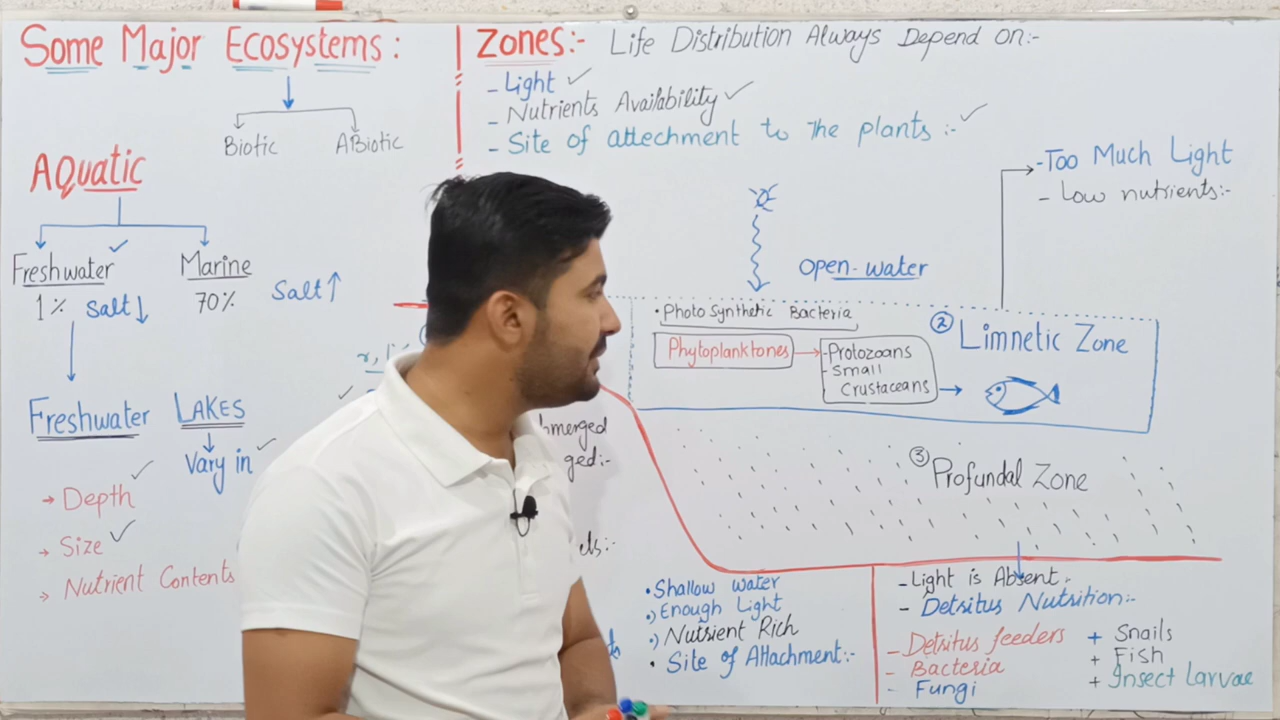 Some Major Ecosystems:
Biotic ABiotic
AQuatic
Freshwater Marine
1% Salt↓ 70% Salt↑
Freshwater LAKES
Vary in
→ Depth
→ Size
→ Nutrient Contents
Zones:- Life Distribution Always Depend on:-
- Light ✓
- Nutrients Availability ✓
- Site of attechment to the plants :- ✓
-Too Much Light
- Low nutrients:-
Open-water
• Photo Synthetic Bacteria
Phytoplanktones
-Protozoans
-Small
Crustaceans
② Limnetic Zone
③ Profundal Zone
• Shallow water
•) Enough Light
•) Nutrient Rich
• Site of Attachment:-
- Light is Absent.
- Detritus Nutrition:-
- Detritus feeders
- Bacteria
- Fungi
+ Snails
+ Fish
+ Insect Larvae